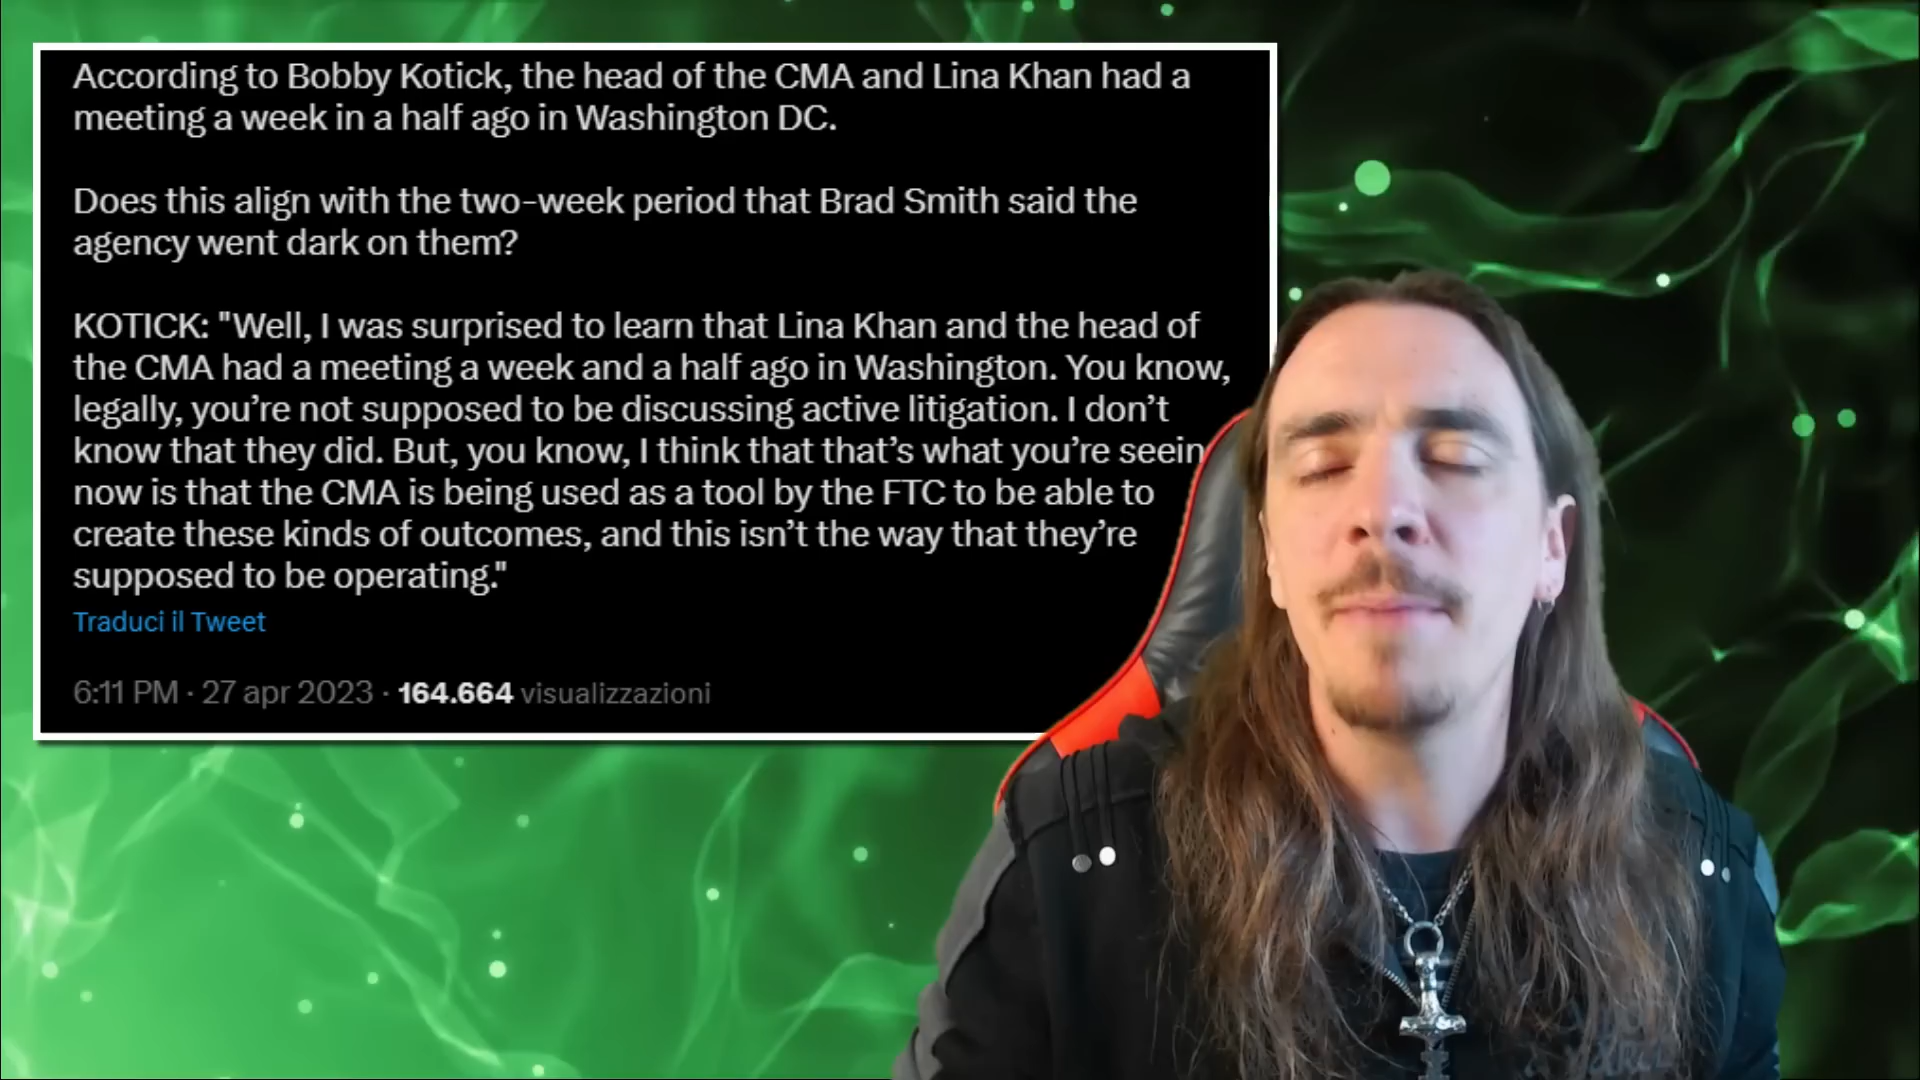 According to Bobby Kotick, the head of the CMA and Lina Khan had a
meeting a week in a half ago in Washington DC.
Does this align with the two-week period that Brad Smith said the
agency went dark on them?
KOTICK: "Well, I was surprised to learn that Lina Khan and the head of
the CMA had a meeting a week and a half ago in Washington. You know,
legally, you’re not supposed to be discussing active litigation. I don’t
know that they did. But, you know, I think that that’s what you’re seein
now is that the CMA is being used as a tool by the FTC to be able to
create these kinds of outcomes, and this isn’t the way that they’re
supposed to be operating."
Traduci il Tweet
6:11 PM · 27 apr 2023 · 164.664 visualizzazioni